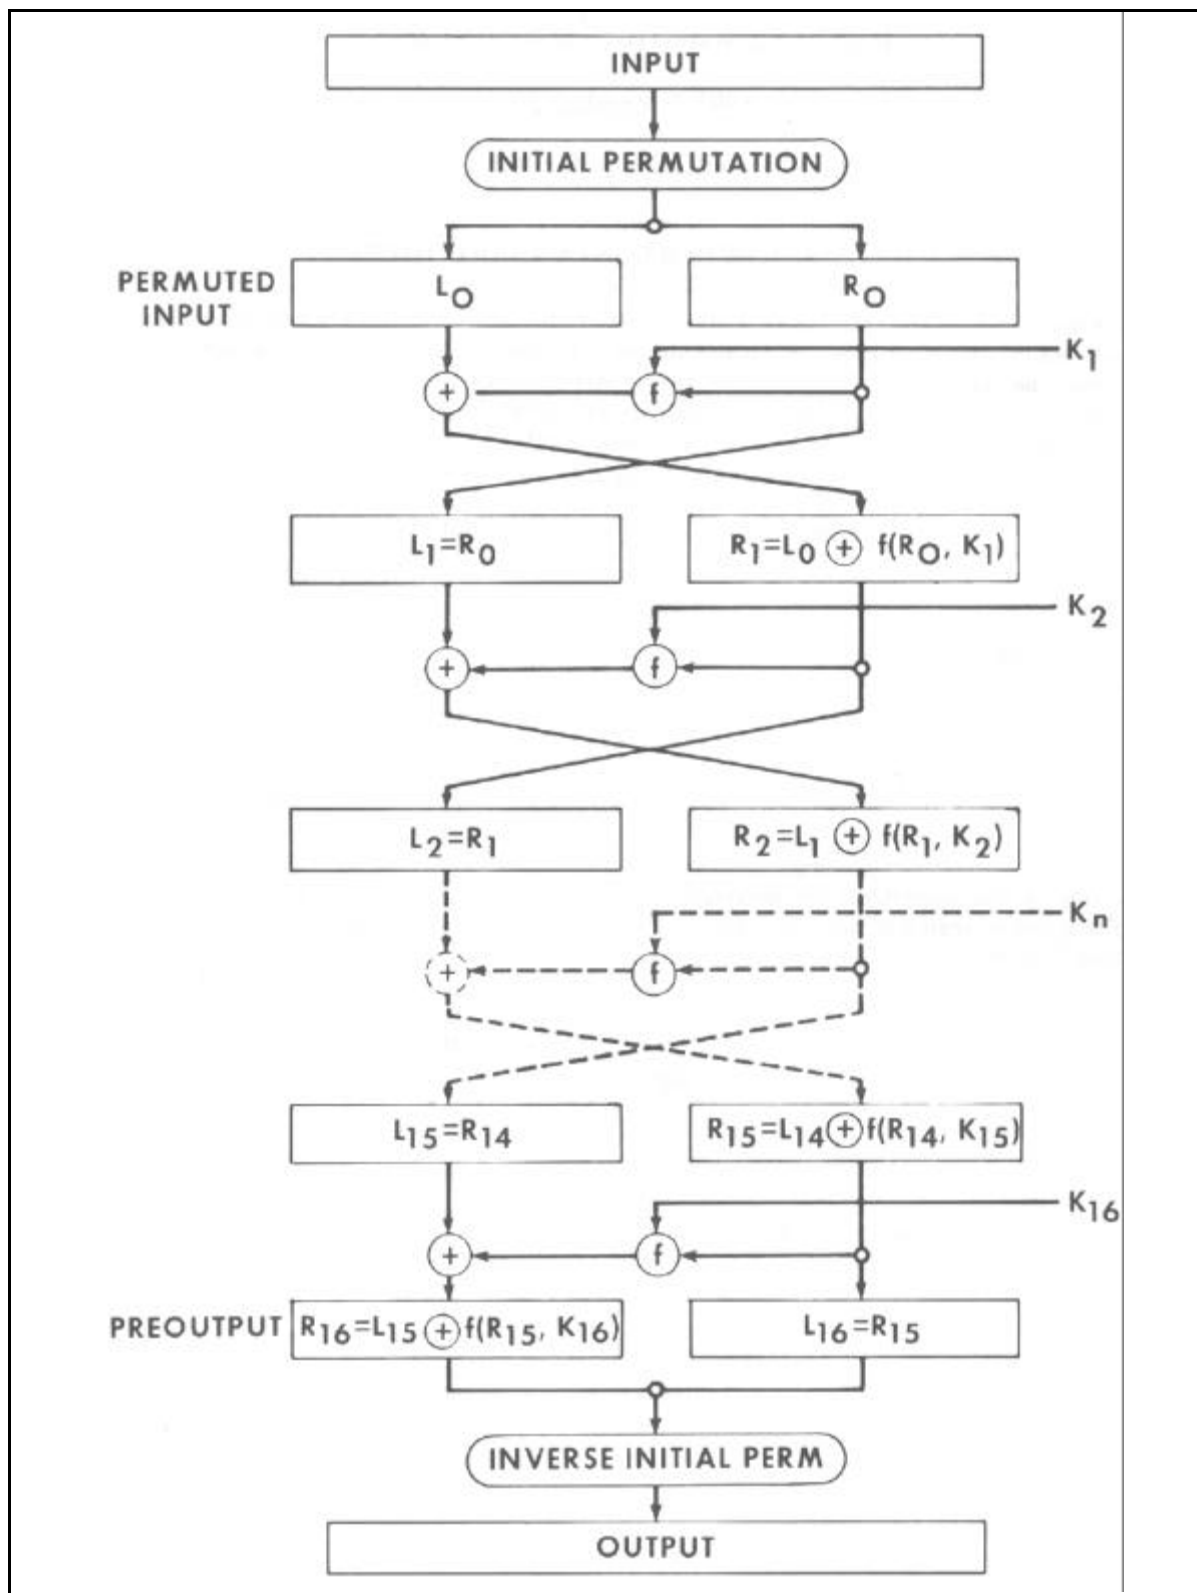 INPUT
INITIAL PERMUTATION
PERMUTED
INPUT
L₀
R₀
K₁
+
f
L₁=R₀
R₁=L₀ ⊕ f(R₀, K₁)
K₂
+
f
L₂=R₁
R₂=L₁ ⊕ f(R₁, K₂)
Kₙ
+
f
L₁₅=R₁₄
R₁₅=L₁₄ ⊕ f(R₁₄, K₁₅)
K₁₆
+
f
PREOUTPUT
R₁₆=L₁₅ ⊕ f(R₁₅, K₁₆)
L₁₆=R₁₅
INVERSE INITIAL PERM
OUTPUT